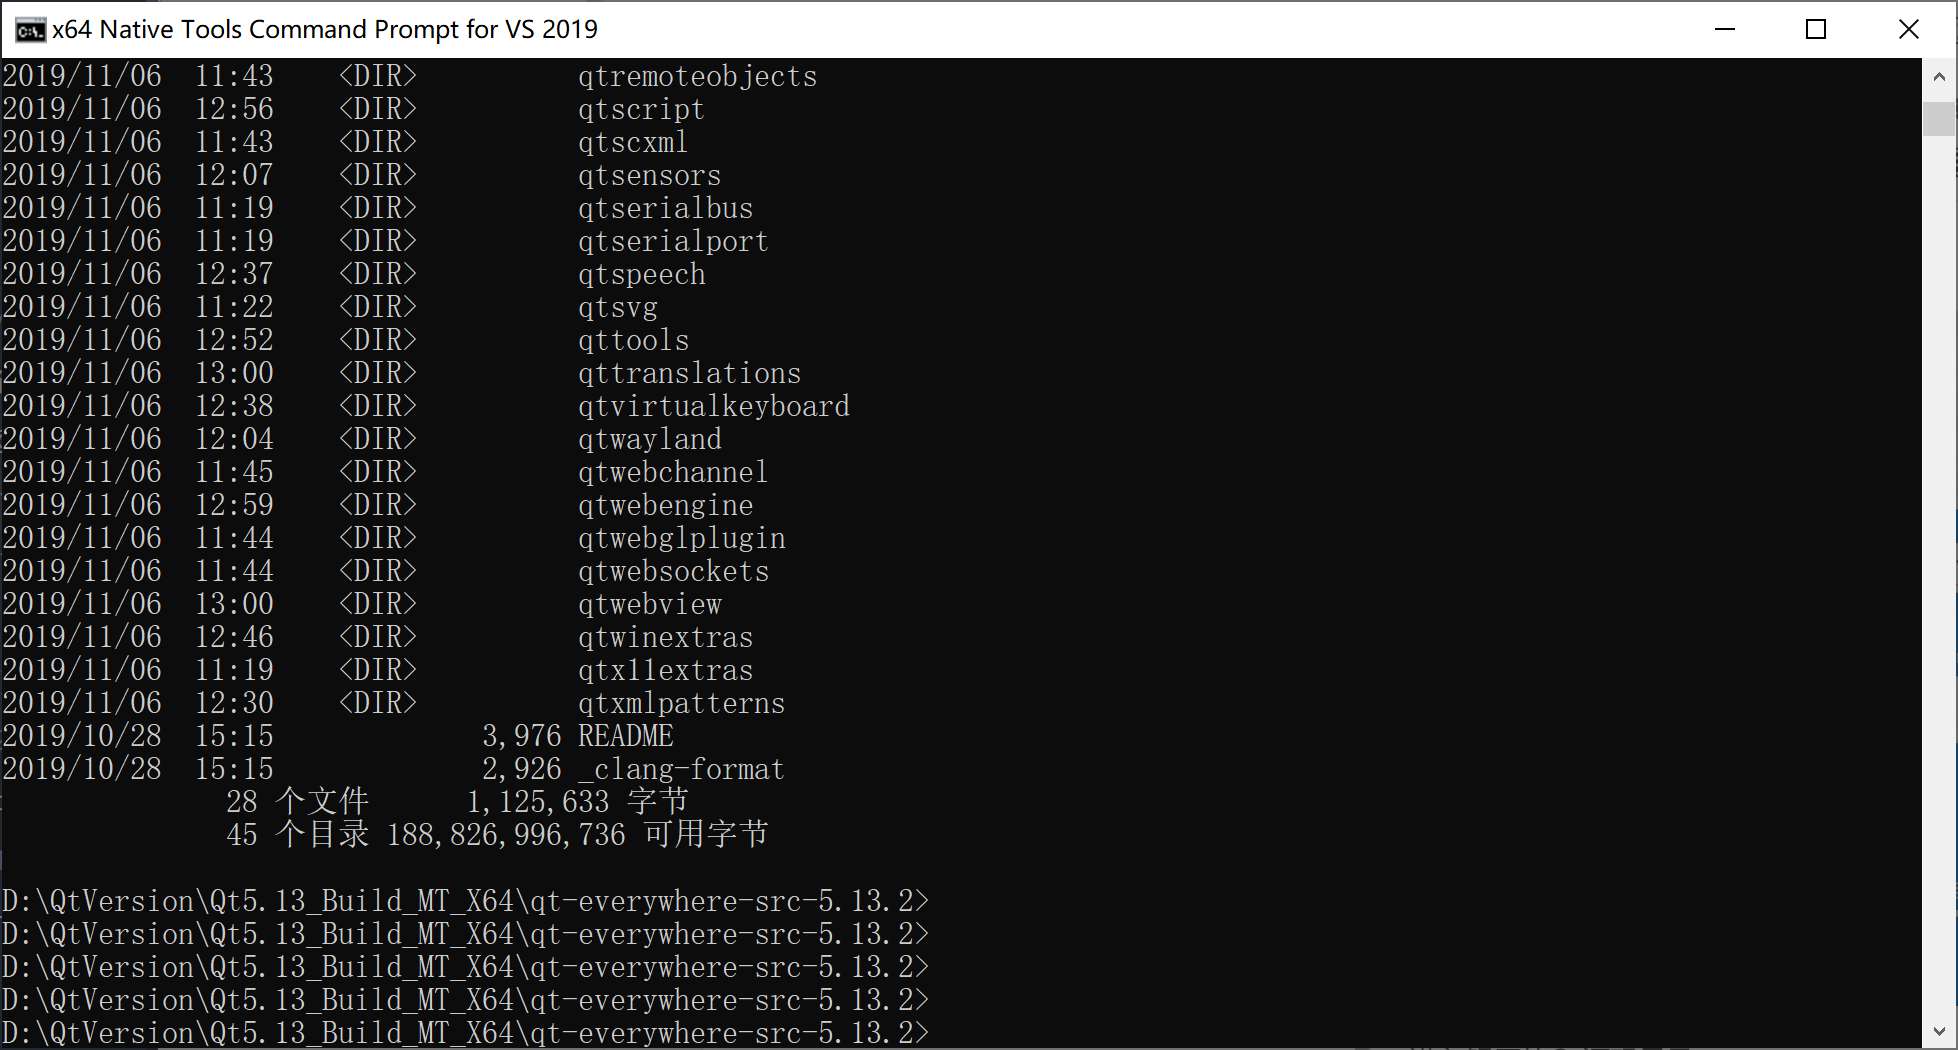 x64 Native Tools Command Prompt for VS 2019
2019/11/06  11:43    <DIR>          qtremoteobjects
2019/11/06  12:56    <DIR>          qtscript
2019/11/06  11:43    <DIR>          qtscxml
2019/11/06  12:07    <DIR>          qtsensors
2019/11/06  11:19    <DIR>          qtserialbus
2019/11/06  11:19    <DIR>          qtserialport
2019/11/06  12:37    <DIR>          qtspeech
2019/11/06  11:22    <DIR>          qtsvg
2019/11/06  12:52    <DIR>          qttools
2019/11/06  13:00    <DIR>          qttranslations
2019/11/06  12:38    <DIR>          qtvirtualkeyboard
2019/11/06  12:04    <DIR>          qtwayland
2019/11/06  11:45    <DIR>          qtwebchannel
2019/11/06  12:59    <DIR>          qtwebengine
2019/11/06  11:44    <DIR>          qtwebglplugin
2019/11/06  11:44    <DIR>          qtwebsockets
2019/11/06  13:00    <DIR>          qtwebview
2019/11/06  12:46    <DIR>          qtwinextras
2019/11/06  11:19    <DIR>          qtx11extras
2019/11/06  12:30    <DIR>          qtxmlpatterns
2019/10/28  15:15             3,976 README
2019/10/28  15:15             2,926 _clang-format
28 个文件      1,125,633 字节
45 个目录 188,826,996,736 可用字节
D:\QtVersion\Qt5.13_Build_MT_X64\qt-everywhere-src-5.13.2>
D:\QtVersion\Qt5.13_Build_MT_X64\qt-everywhere-src-5.13.2>
D:\QtVersion\Qt5.13_Build_MT_X64\qt-everywhere-src-5.13.2>
D:\QtVersion\Qt5.13_Build_MT_X64\qt-everywhere-src-5.13.2>
D:\QtVersion\Qt5.13_Build_MT_X64\qt-everywhere-src-5.13.2>